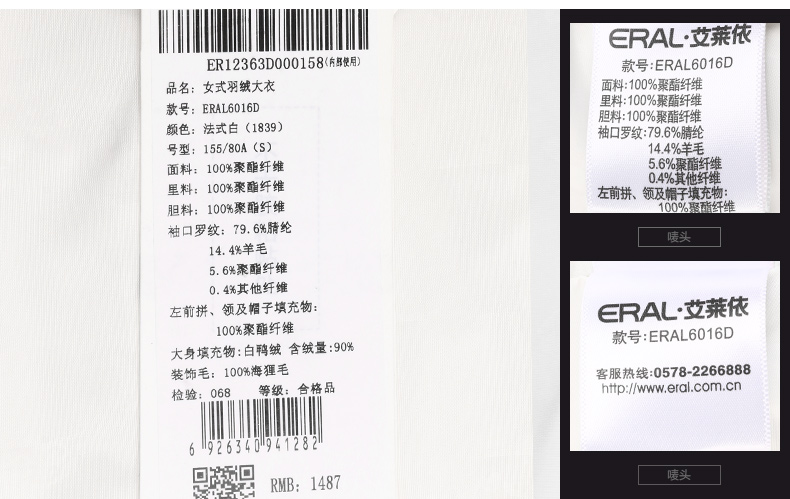 ER12363D000158(内部使用)
品名: 女式羽绒大衣
款号: ERAL6016D
颜色: 法式白（1839）
号型: 155/80A（S）
面料: 100%聚酯纤维
里料: 100%聚酯纤维
胆料: 100%聚酯纤维
袖口罗纹: 79.6%腈纶
14.4%羊毛
5.6%聚酯纤维
0.4%其他纤维
左前拼、领及帽子填充物:
100%聚酯纤维
大身填充物:白鸭绒 含绒量:90%
装饰毛: 100%海狸毛
检验: 068 等级: 合格品
6 926340 941282
RMB: 1487
ERAL·艾莱依
款号:ERAL6016D
面料:100%聚酯纤维
里料:100%聚酯纤维
胆料:100%聚酯纤维
袖口罗纹:79.6%腈纶
14.4%羊毛
5.6%聚酯纤维
0.4%其他纤维
左前拼、领及帽子填充物:
100%聚酯纤维
唛头
ERAL·艾莱依
款号:ERAL6016D
客服热线:0578-2266888
http://www.eral.com.cn
唛头